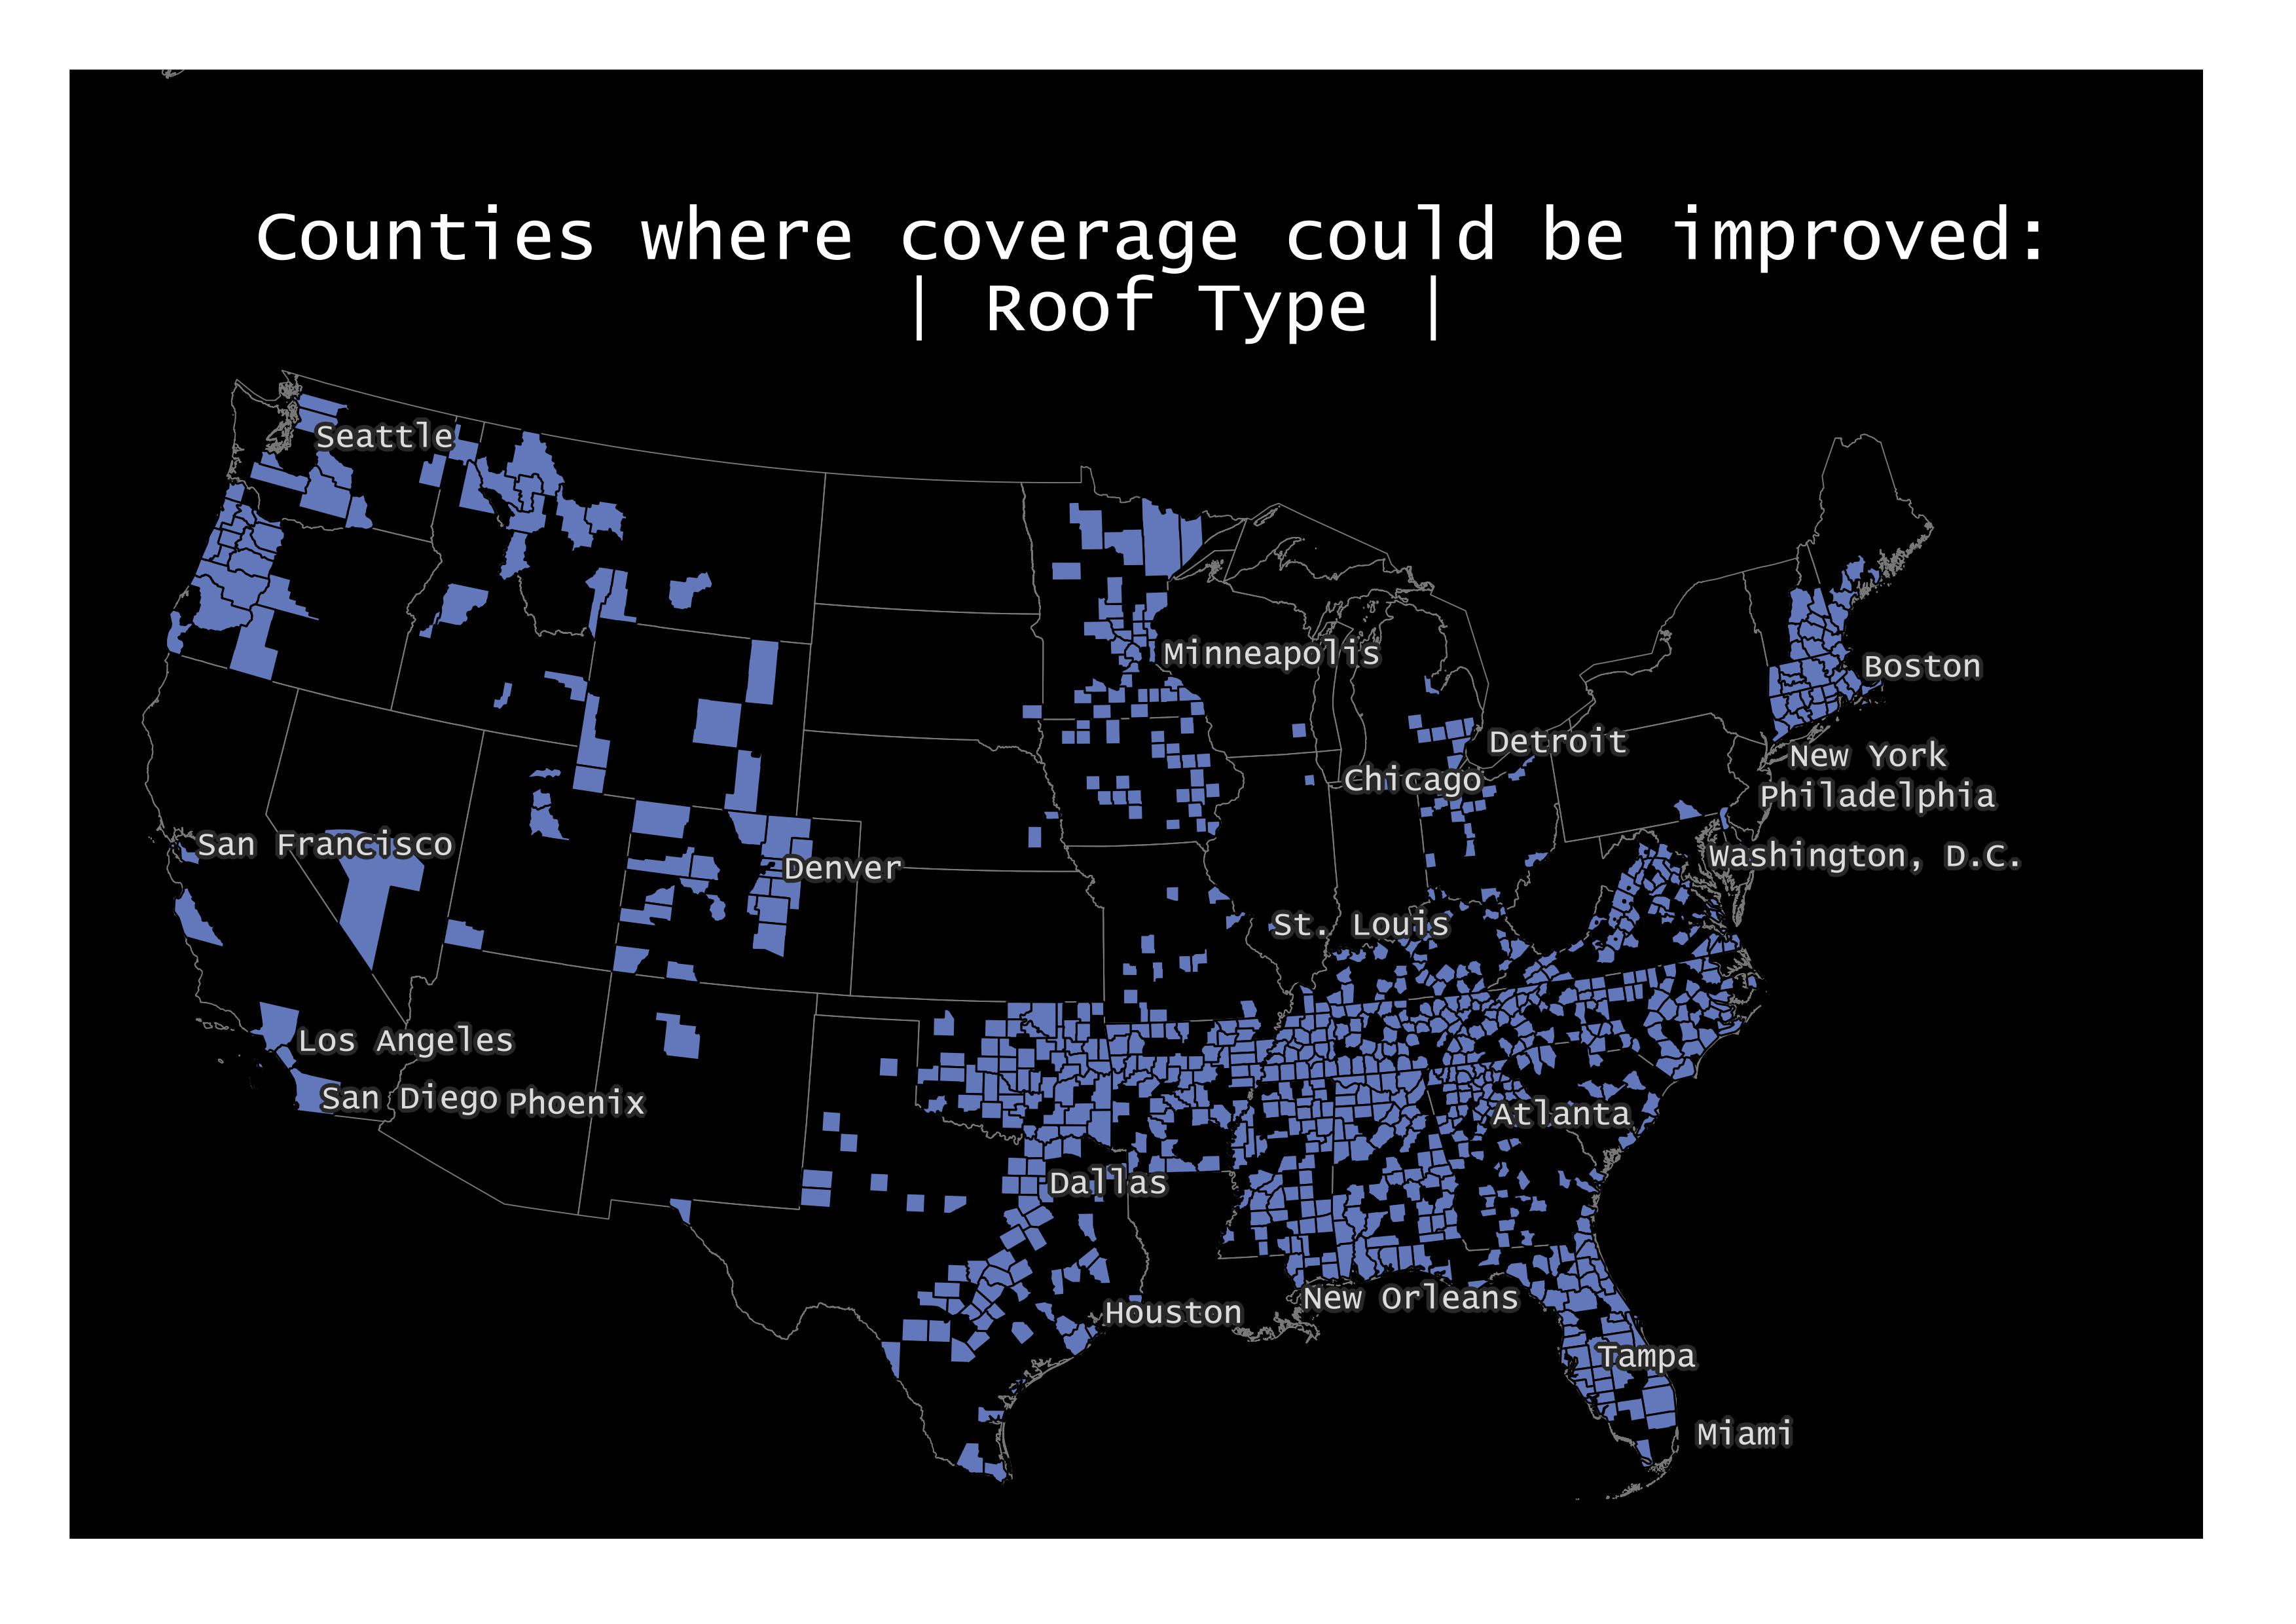 Counties where coverage could be improved:
| Roof Type |
Seattle
Minneapolis
Boston
Detroit
New York
Chicago
Philadelphia
San Francisco
Washington, D.C.
Denver
St. Louis
Los Angeles
San Diego
Phoenix
Atlanta
Dallas
New Orleans
Houston
Tampa
Miami